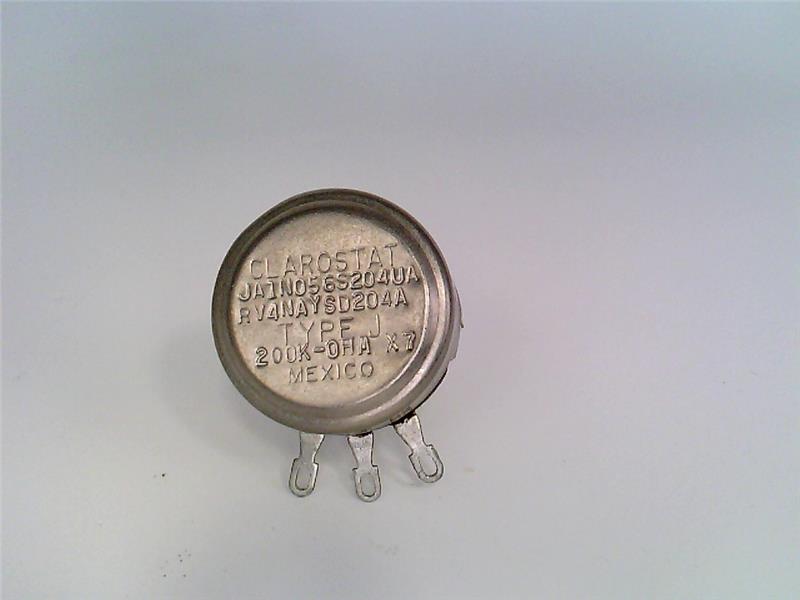 CLAROSTAT
JA1N056S204UA
RV4NAYSD204A
TYPE J
200K-OHA X7
MEXICO